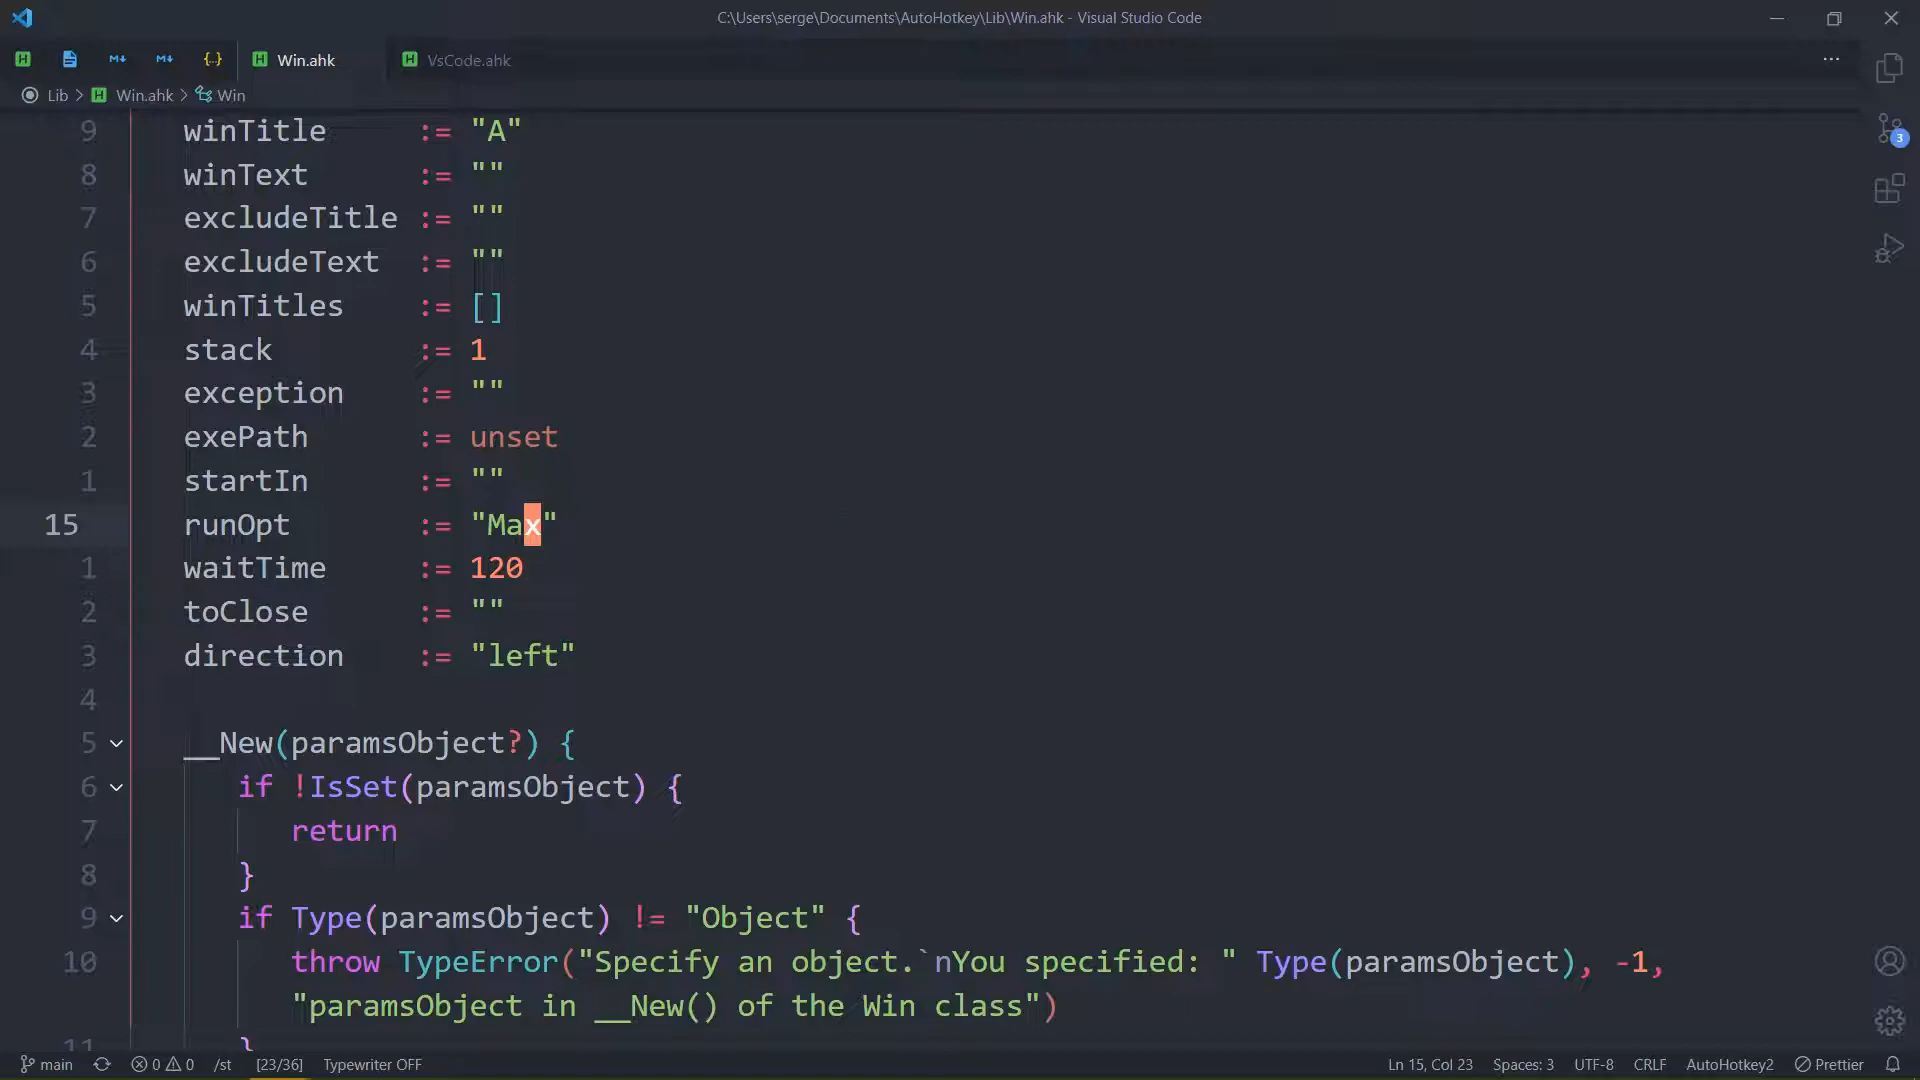 C:\Users\serge\Documents\AutoHotkey\Lib\Win.ahk - Visual Studio Code
Win.ahk
VsCode.ahk
Lib > Win.ahk > Win
9 winTitle := "A"
8 winText := ""
7 excludeTitle := ""
6 excludeText := ""
5 winTitles := []
4 stack := 1
3 exception := ""
2 exePath := unset
1 startIn := ""
15 runOpt := "Max"
1 waitTime := 120
2 toClose := ""
3 direction := "left"
4
5 __New(paramsObject?) {
6 if !IsSet(paramsObject) {
7 return
8 }
9 if Type(paramsObject) != "Object" {
10 throw TypeError("Specify an object.`nYou specified: " Type(paramsObject), -1,
"paramsObject in __New() of the Win class")
11 }
3
main 0 0 /st [23/36] Typewriter OFF Ln 15, Col 23 Spaces: 3 UTF-8 CRLF AutoHotkey2 Prettier